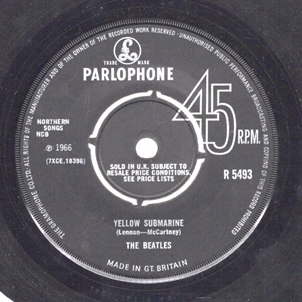 THE GRAMOPHONE CO. LTD. ALL RIGHTS OF THE MANUFACTURER AND OF THE OWNER OF THE RECORDED WORK RESERVED · UNAUTHORISED PUBLIC PERFORMANCE BROADCASTING AND COPYING OF THIS RECORD PROHIBITED
TRADE MARK
PARLOPHONE
45
R.P.M.
NORTHERN
SONGS
NCB
℗ 1966
(7XCE.18396)
SOLD IN U.K. SUBJECT TO
RESALE PRICE CONDITIONS,
SEE PRICE LISTS
R 5493
YELLOW SUBMARINE
(Lennon—McCartney)
THE BEATLES
MADE IN GT. BRITAIN